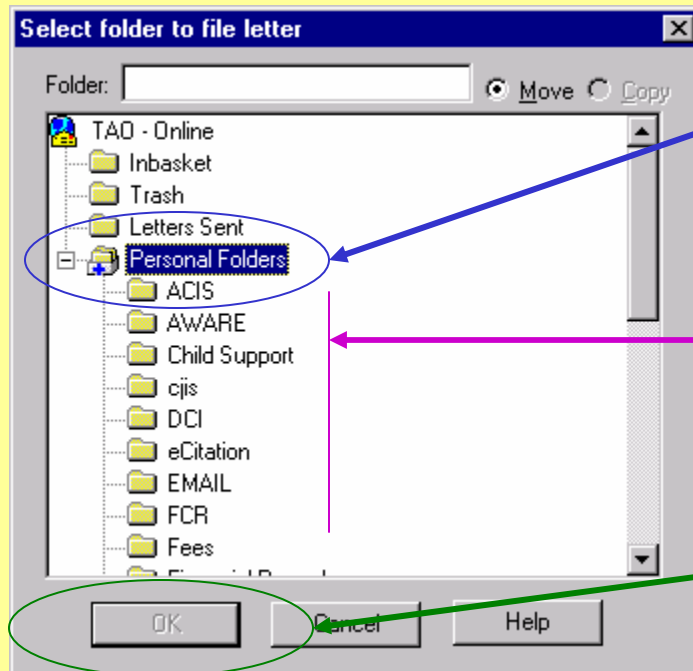 Select folder to file letter
Folder: Move Copy
TAO - Online
Inbasket
Trash
Letters Sent
Personal Folders
ACIS
AWARE
Child Support
cjis
DCI
eCitation
EMAIL
FCR
Fees
OK Cancel Help